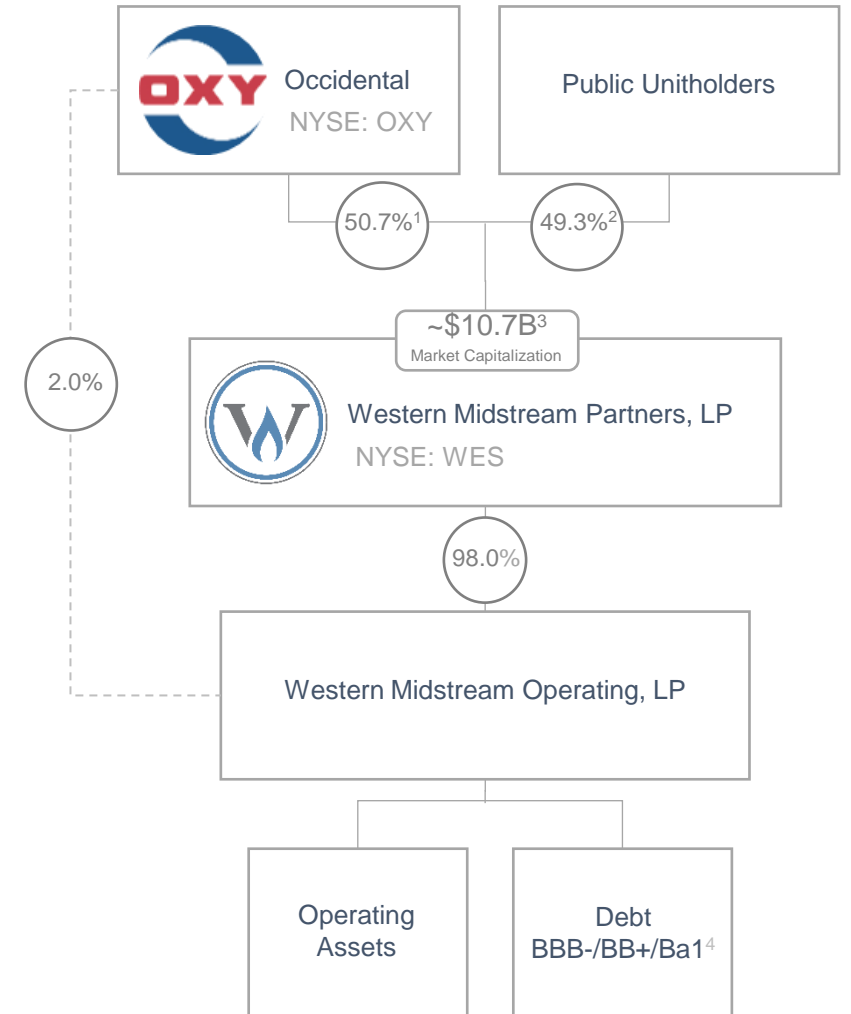 OXY
Occidental
NYSE: OXY
Public Unitholders
50.7%¹
49.3%²
~$10.7B³
Market Capitalization
2.0%
W
Western Midstream Partners, LP
NYSE: WES
98.0%
Western Midstream Operating, LP
Operating
Assets
Debt
BBB-/BB+/Ba1⁴